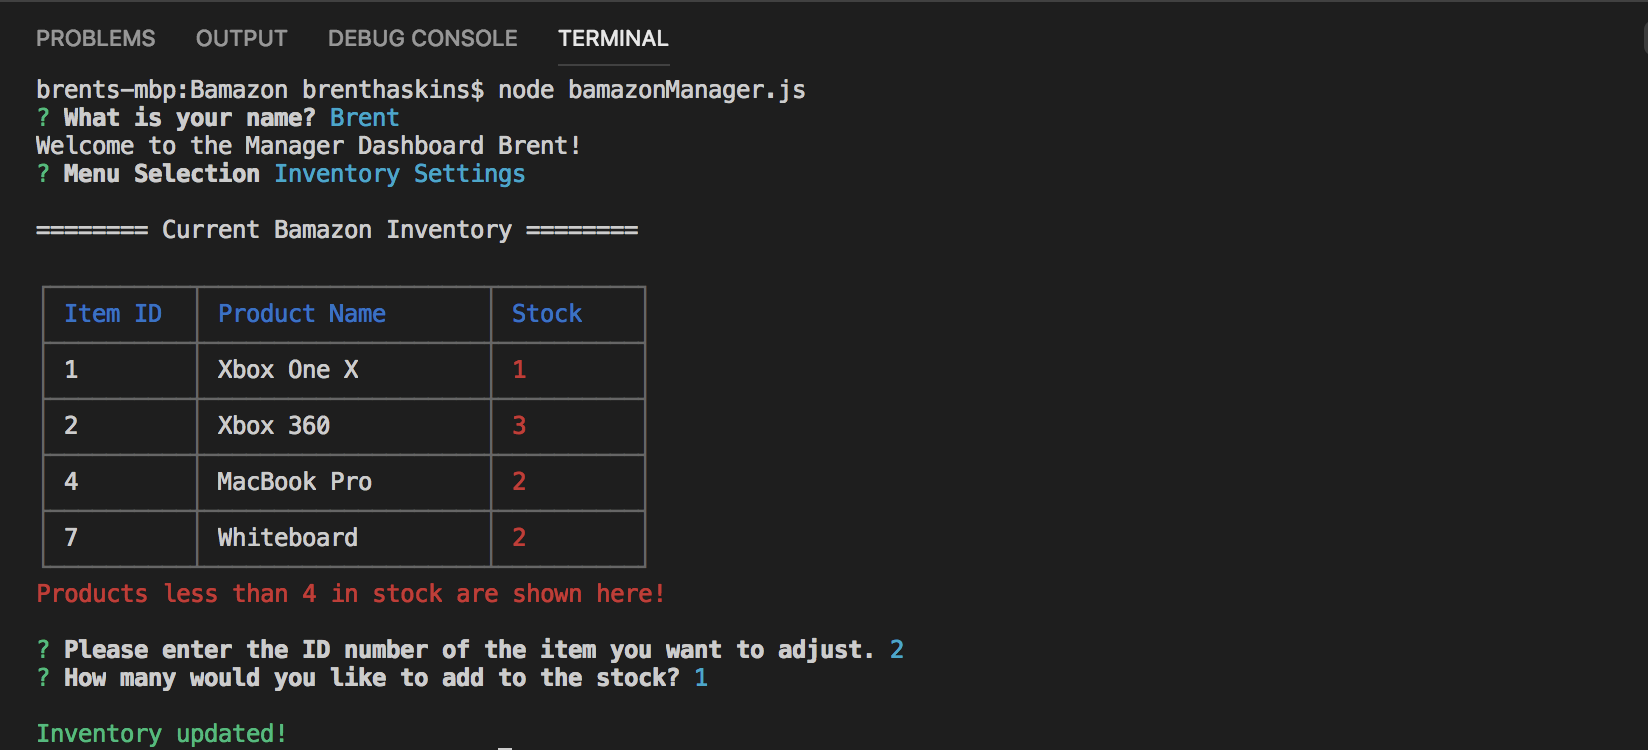 PROBLEMS OUTPUT DEBUG CONSOLE TERMINAL
brents-mbp:Bamazon brenthaskins$ node bamazonManager.js
? What is your name? Brent
Welcome to the Manager Dashboard Brent!
? Menu Selection Inventory Settings
======== Current Bamazon Inventory ========
Item ID Product Name Stock
1 Xbox One X 1
2 Xbox 360 3
4 MacBook Pro 2
7 Whiteboard 2
Products less than 4 in stock are shown here!
? Please enter the ID number of the item you want to adjust. 2
? How many would you like to add to the stock? 1
Inventory updated!